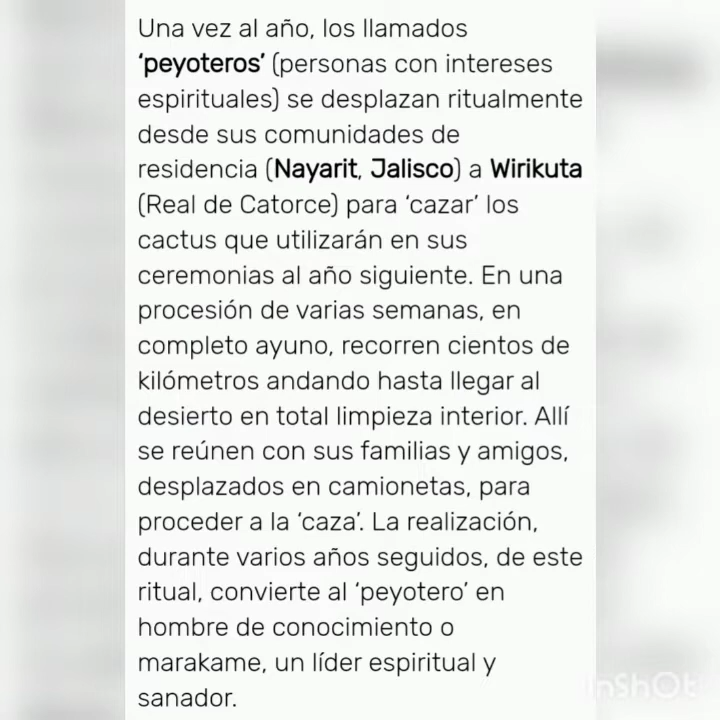 Una vez al año, los llamados
'peyoteros' (personas con intereses
espirituales) se desplazan ritualmente
desde sus comunidades de
residencia (Nayarit, Jalisco) a Wirikuta
(Real de Catorce) para 'cazar' los
cactus que utilizarán en sus
ceremonias al año siguiente. En una
procesión de varias semanas, en
completo ayuno, recorren cientos de
kilómetros andando hasta llegar al
desierto en total limpieza interior. Allí
se reúnen con sus familias y amigos,
desplazados en camionetas, para
proceder a la 'caza'. La realización,
durante varios años seguidos, de este
ritual, convierte al 'peyotero' en
hombre de conocimiento o
marakame, un líder espiritual y
sanador.
InShOt